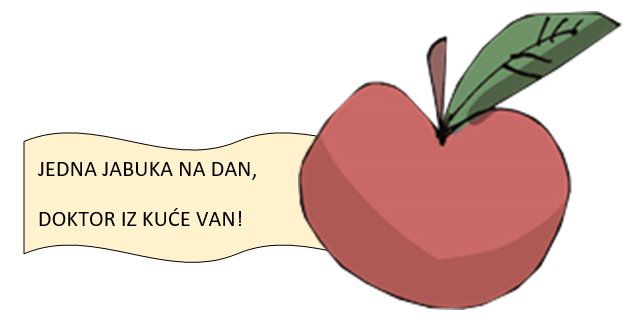 JEDNA JABUKA NA DAN,
DOKTOR IZ KUĆE VAN!